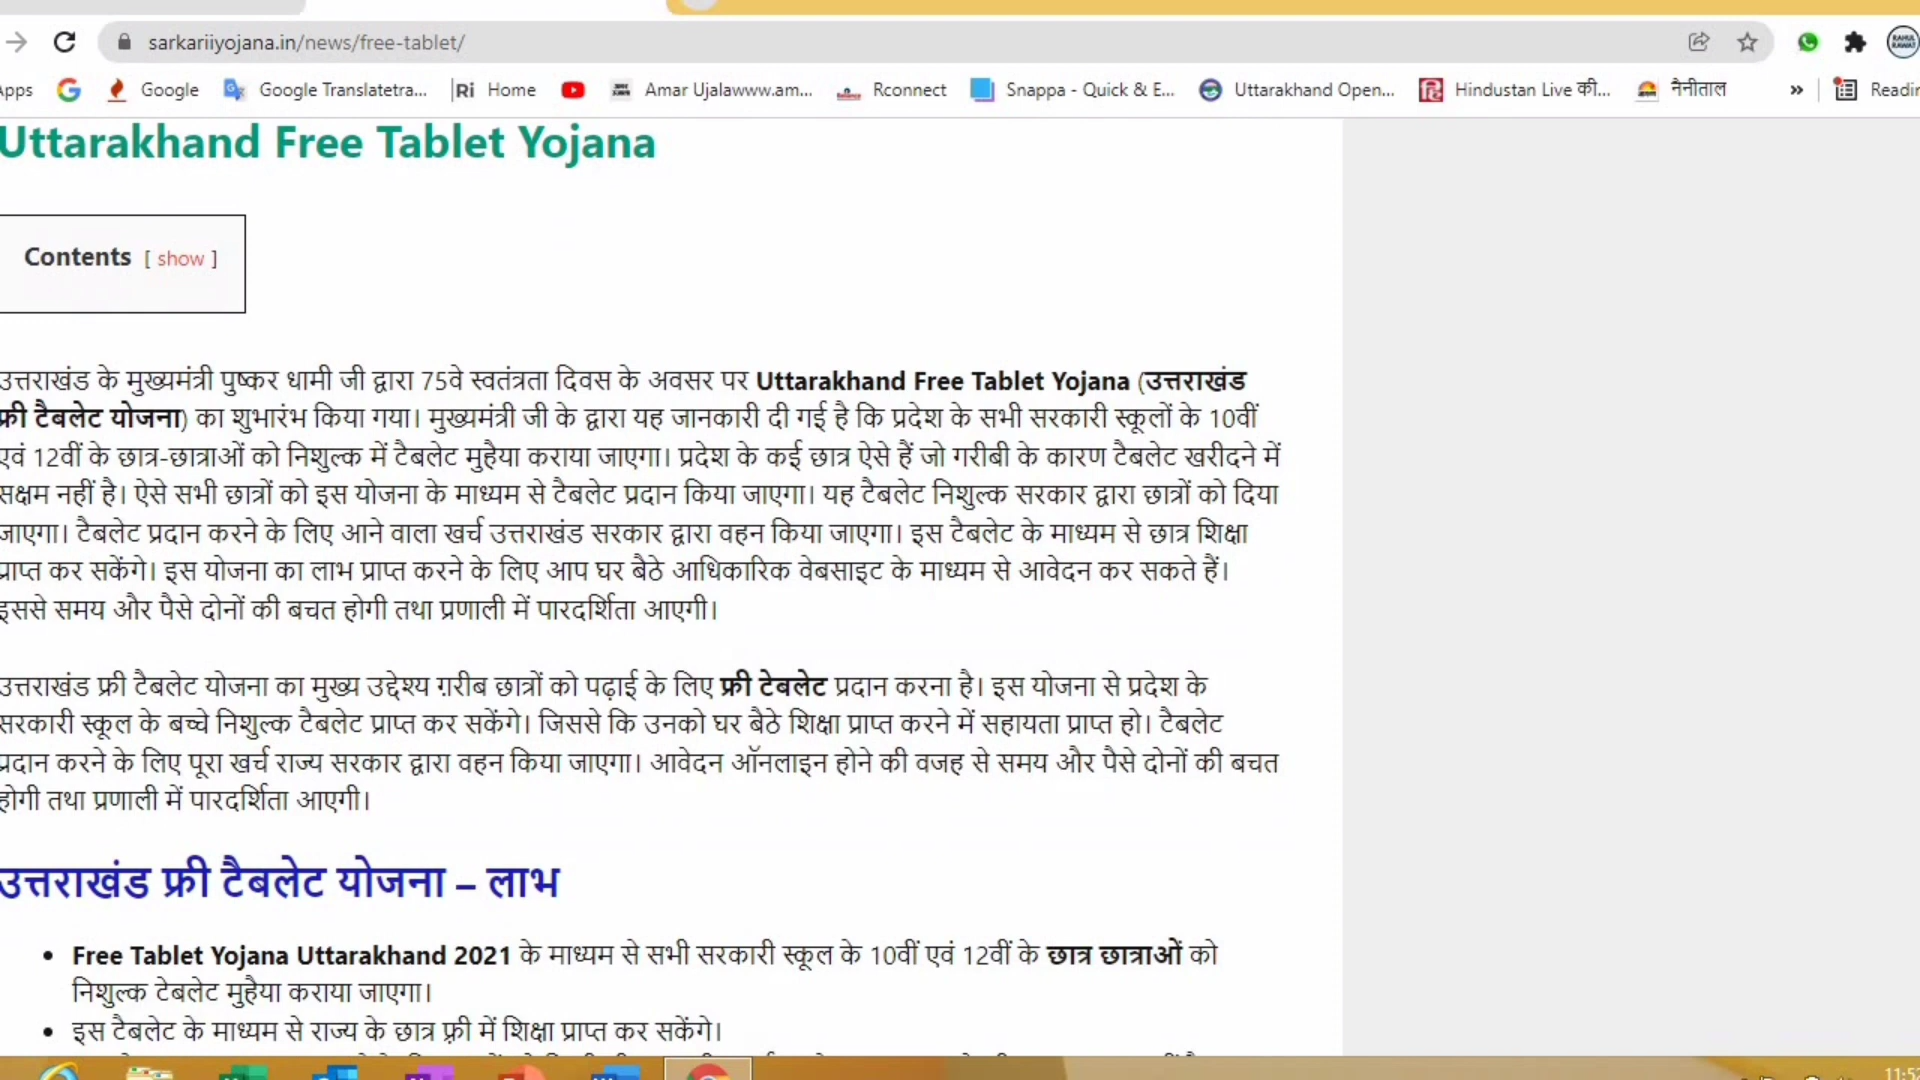 sarkariiyojana.in/news/free-tablet/
Apps Google Google Translatetra... Ri Home Amar Ujalawww.am... Rconnect Snappa - Quick & E... Uttarakhand Open... Hindustan Live की... नैनीताल » Readin
Uttarakhand Free Tablet Yojana
Contents [ show ]
उत्तराखंड के मुख्यमंत्री पुष्कर धामी जी द्वारा 75वे स्वतंत्रता दिवस के अवसर पर Uttarakhand Free Tablet Yojana (उत्तराखंड
फ्री टैबलेट योजना) का शुभारंभ किया गया। मुख्यमंत्री जी के द्वारा यह जानकारी दी गई है कि प्रदेश के सभी सरकारी स्कूलों के 10वीं
एवं 12वीं के छात्र-छात्राओं को निशुल्क में टैबलेट मुहैया कराया जाएगा। प्रदेश के कई छात्र ऐसे हैं जो गरीबी के कारण टैबलेट खरीदने में
सक्षम नहीं है। ऐसे सभी छात्रों को इस योजना के माध्यम से टैबलेट प्रदान किया जाएगा। यह टैबलेट निशुल्क सरकार द्वारा छात्रों को दिया
जाएगा। टैबलेट प्रदान करने के लिए आने वाला खर्च उत्तराखंड सरकार द्वारा वहन किया जाएगा। इस टैबलेट के माध्यम से छात्र शिक्षा
प्राप्त कर सकेंगे। इस योजना का लाभ प्राप्त करने के लिए आप घर बैठे आधिकारिक वेबसाइट के माध्यम से आवेदन कर सकते हैं।
इससे समय और पैसे दोनों की बचत होगी तथा प्रणाली में पारदर्शिता आएगी।
उत्तराखंड फ्री टैबलेट योजना का मुख्य उद्देश्य ग़रीब छात्रों को पढ़ाई के लिए फ्री टेबलेट प्रदान करना है। इस योजना से प्रदेश के
सरकारी स्कूल के बच्चे निशुल्क टैबलेट प्राप्त कर सकेंगे। जिससे कि उनको घर बैठे शिक्षा प्राप्त करने में सहायता प्राप्त हो। टैबलेट
प्रदान करने के लिए पूरा खर्च राज्य सरकार द्वारा वहन किया जाएगा। आवेदन ऑनलाइन होने की वजह से समय और पैसे दोनों की बचत
होगी तथा प्रणाली में पारदर्शिता आएगी।
उत्तराखंड फ्री टैबलेट योजना – लाभ
• Free Tablet Yojana Uttarakhand 2021 के माध्यम से सभी सरकारी स्कूल के 10वीं एवं 12वीं के छात्र छात्राओं को
निशुल्क टेबलेट मुहैया कराया जाएगा।
• इस टैबलेट के माध्यम से राज्य के छात्र फ़्री में शिक्षा प्राप्त कर सकेंगे।